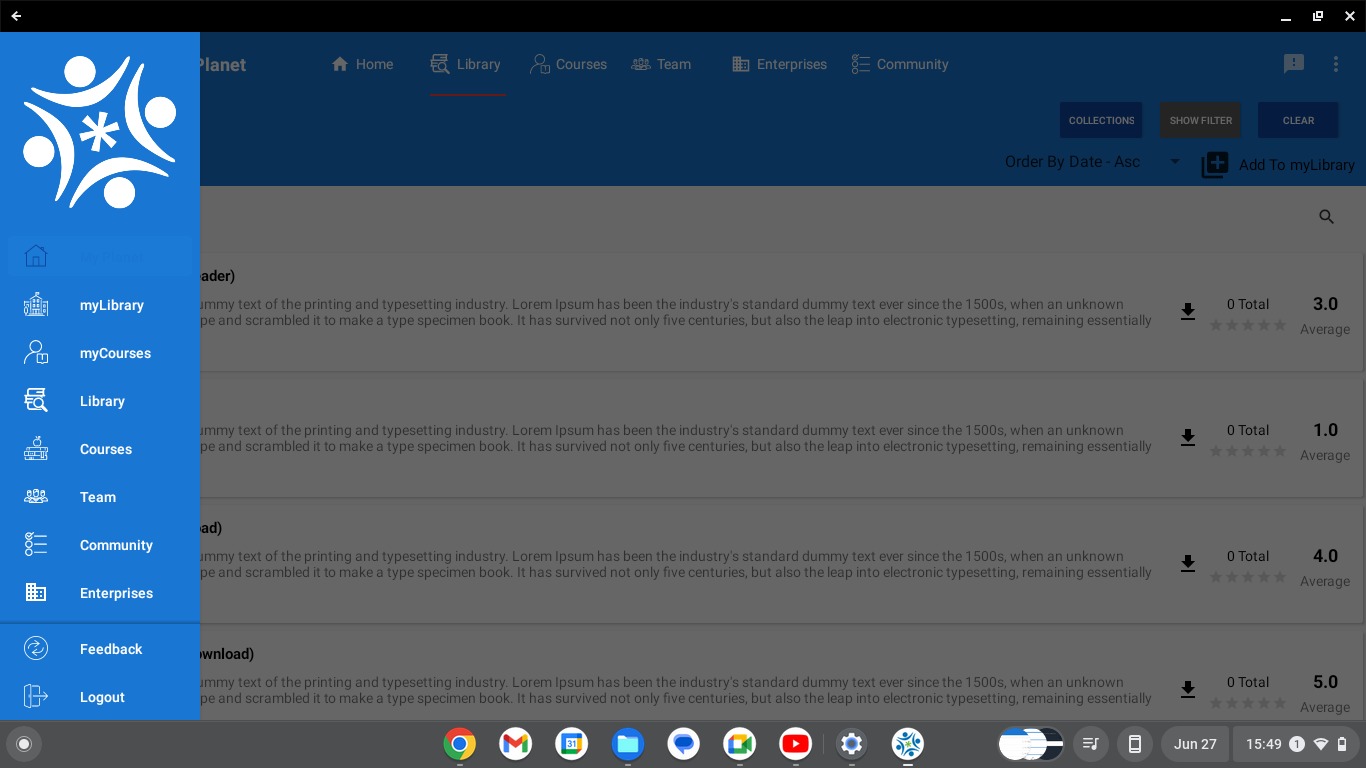 Planet
Home
Library
Courses
Team
Enterprises
Community
COLLECTIONS
SHOW FILTER
CLEAR
Order By Date - Asc
Add To myLibrary
myLibrary
myCourses
Library
Courses
Team
Community
Enterprises
Feedback
Logout
ader)
ummy text of the printing and typesetting industry. Lorem Ipsum has been the industry's standard dummy text ever since the 1500s, when an unknown
pe and scrambled it to make a type specimen book. It has survived not only five centuries, but also the leap into electronic typesetting, remaining essentially
0 Total
3.0
Average
ummy text of the printing and typesetting industry. Lorem Ipsum has been the industry's standard dummy text ever since the 1500s, when an unknown
pe and scrambled it to make a type specimen book. It has survived not only five centuries, but also the leap into electronic typesetting, remaining essentially
0 Total
1.0
Average
ad)
ummy text of the printing and typesetting industry. Lorem Ipsum has been the industry's standard dummy text ever since the 1500s, when an unknown
pe and scrambled it to make a type specimen book. It has survived not only five centuries, but also the leap into electronic typesetting, remaining essentially
0 Total
4.0
Average
ownload)
ummy text of the printing and typesetting industry. Lorem Ipsum has been the industry's standard dummy text ever since the 1500s, when an unknown
pe and scrambled it to make a type specimen book. It has survived not only five centuries, but also the leap into electronic typesetting, remaining essentially
0 Total
5.0
Average
31
Jun 27
15:49
1